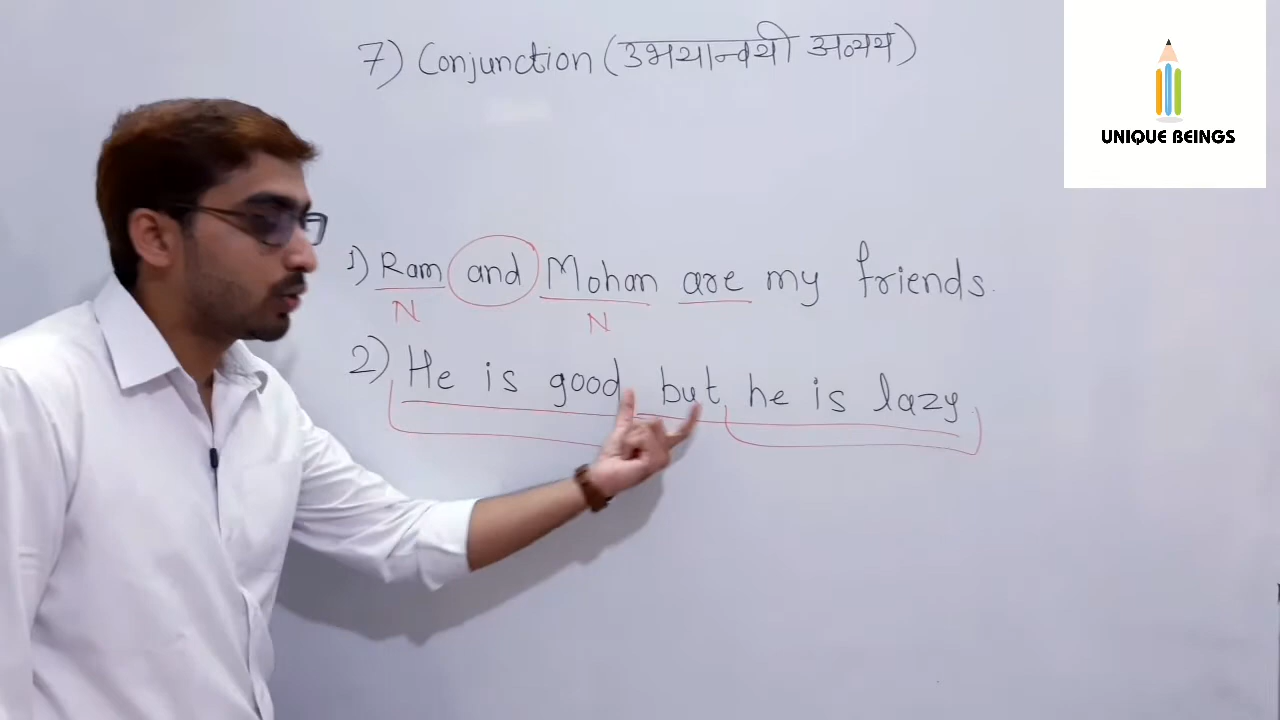 7) Conjunction (उभयान्वयी अव्यय)
UNIQUE BEINGS
1) Ram and Mohan are my friends.
N N
2) He is good but he is lazy.